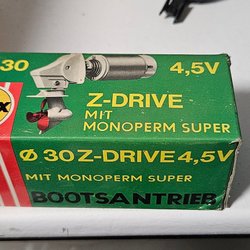 30
4,5V
Z-DRIVE
MIT
MONOPERM SUPER
Ø 30 Z-DRIVE 4,5V
MIT MONOPERM SUPER
BOOTSANTRIEB